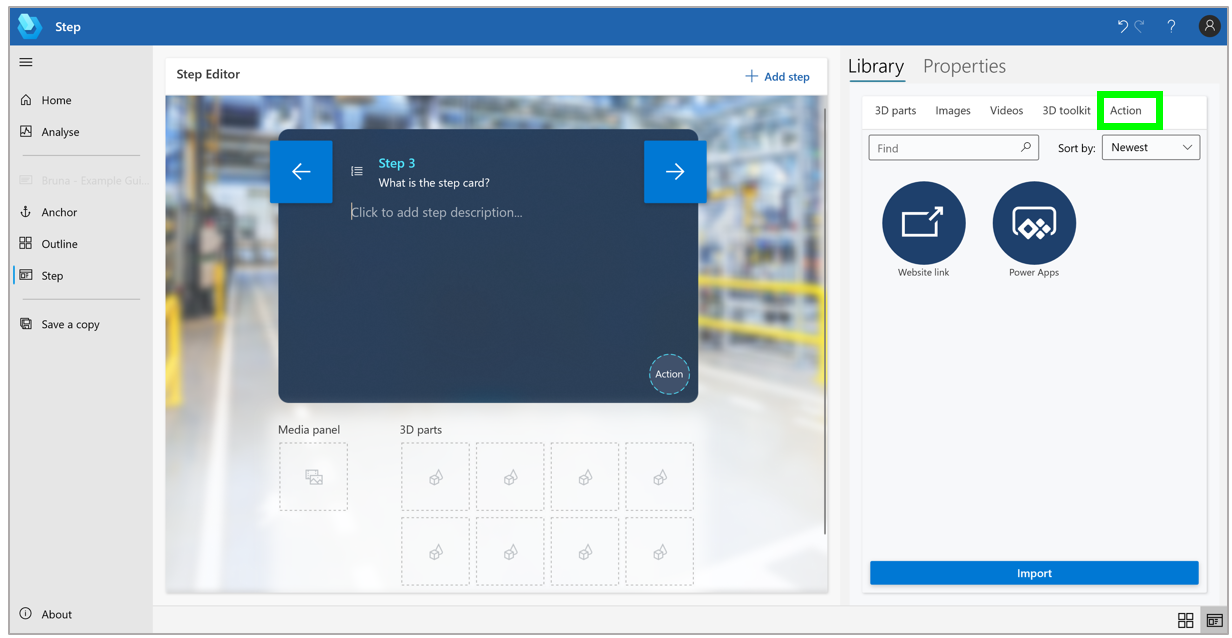 Step
?
Home
Analyse
Bruna - Example Gui...
Anchor
Outline
Step
Save a copy
About
Step Editor
Add step
Step 3
What is the step card?
Click to add step description...
Action
Media panel
3D parts
Library
Properties
3D parts
Images
Videos
3D toolkit
Action
Find
Sort by:
Newest
Website link
Power Apps
Import